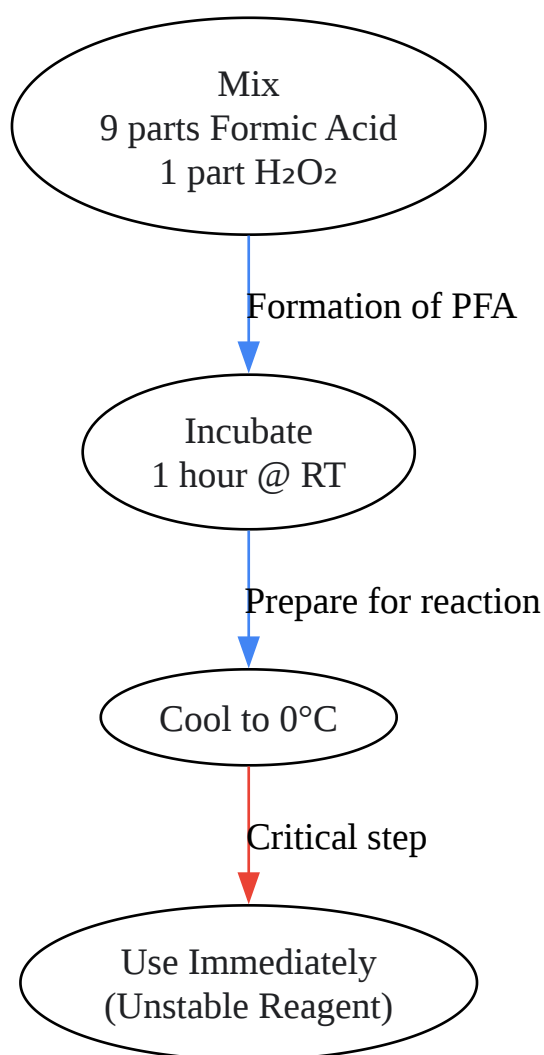 Mix
9 parts Formic Acid
1 part H₂O₂
Formation of PFA
Incubate
1 hour @ RT
Prepare for reaction
Cool to 0°C
Critical step
Use Immediately
(Unstable Reagent)